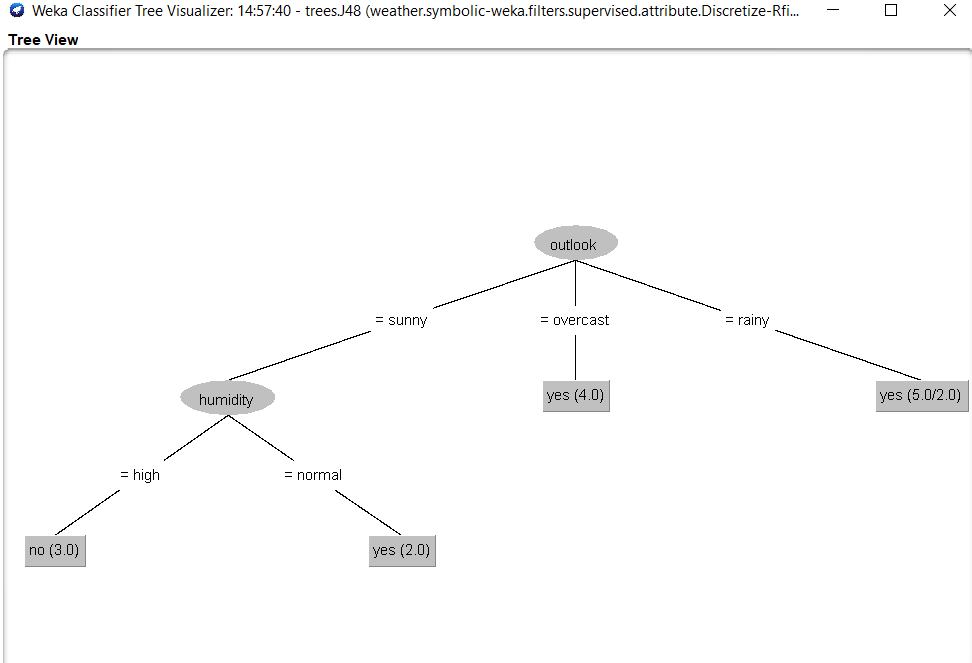 Weka Classifier Tree Visualizer: 14:57:40 - trees.J48 (weather.symbolic-weka.filters.supervised.attribute.Discretize-Rfi...
Tree View
outlook
= sunny
= overcast
= rainy
humidity
yes (4.0)
yes (5.0/2.0)
= high
= normal
no (3.0)
yes (2.0)